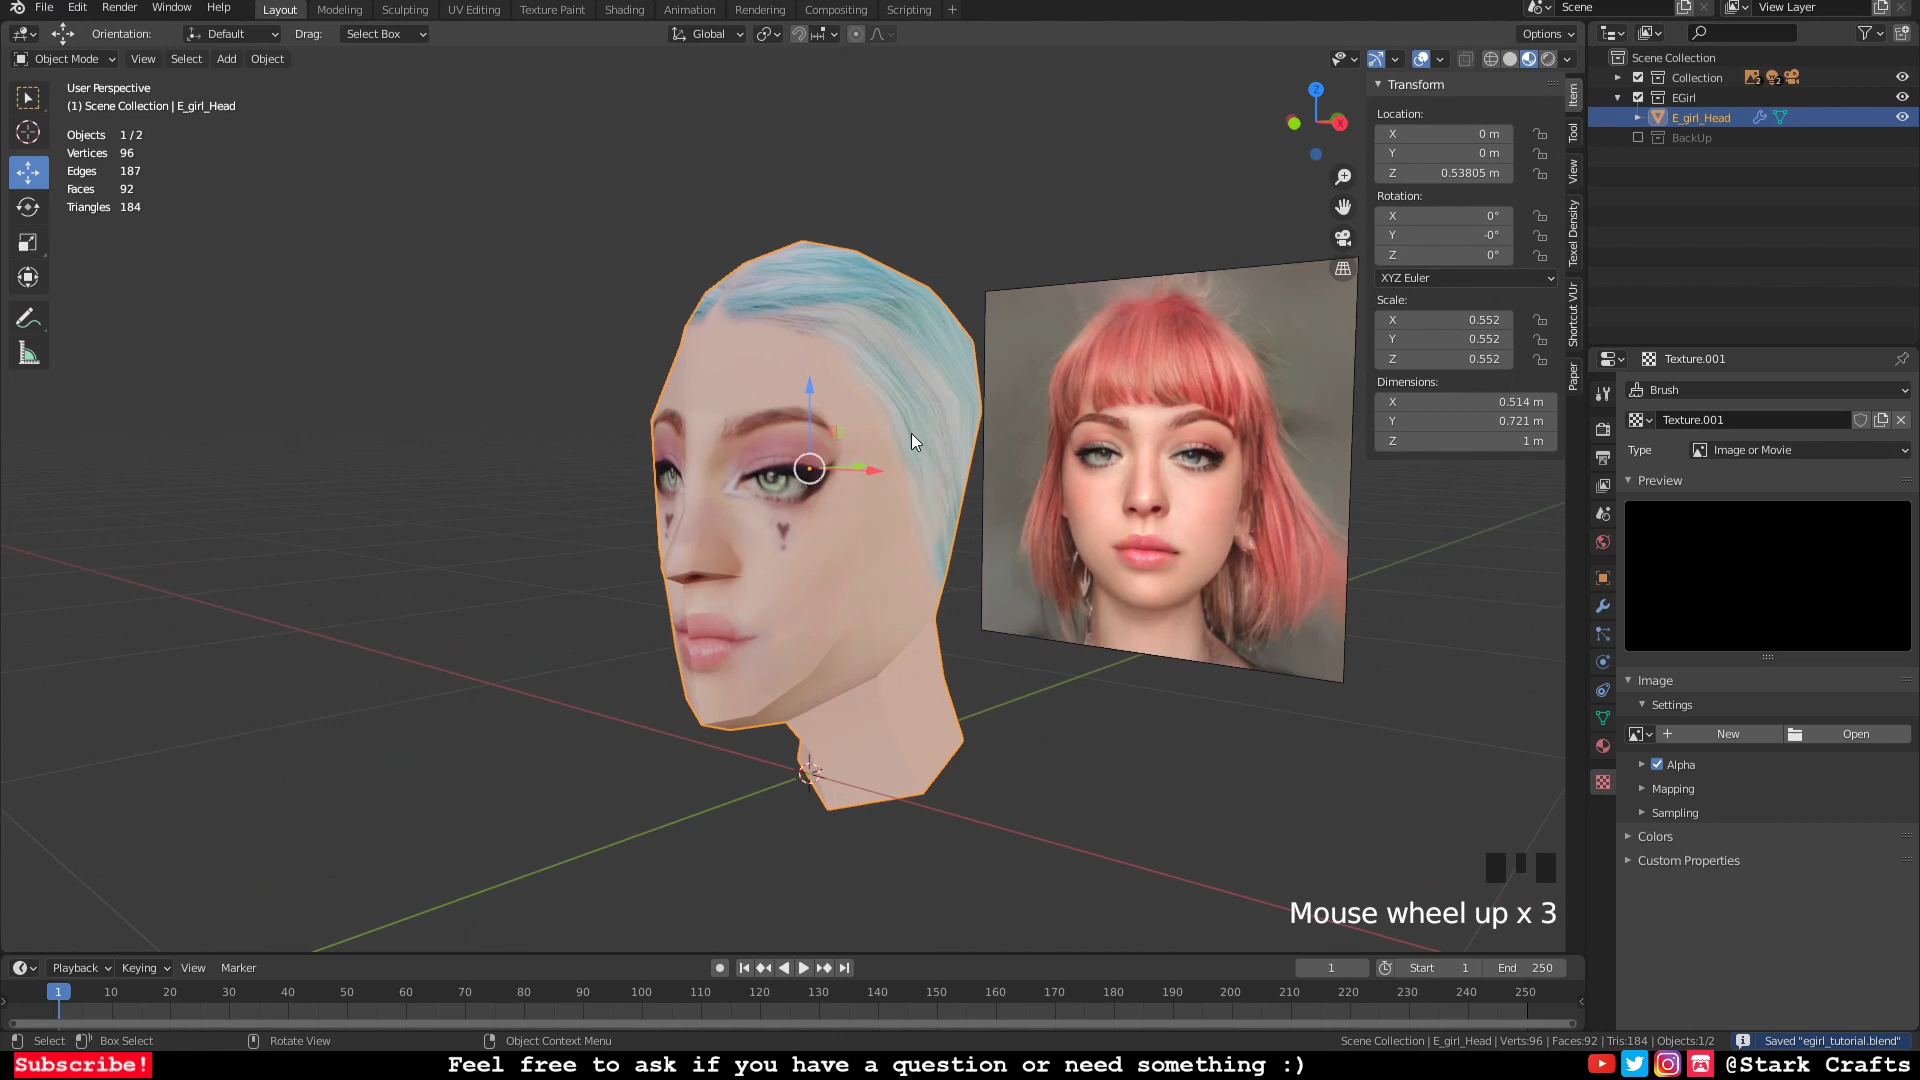 File Edit Render Window Help Layout Modeling Sculpting UV Editing Texture Paint Shading Animation Rendering Compositing Scripting + Scene View Layer
Orientation: Default Drag: Select Box Global Options
Object Mode View Select Add Object
User Perspective
(1) Scene Collection | E_girl_Head
Objects 1 / 2
Vertices 96
Edges 187
Faces 92
Triangles 184
Z
X
Transform
Location:
X 0 m
Y 0 m
Z 0.53805 m
Rotation:
X 0°
Y -0°
Z 0°
XYZ Euler
Scale:
X 0.552
Y 0.552
Z 0.552
Dimensions:
X 0.514 m
Y 0.721 m
Z 1 m
Item
Tool
View
Texel Density
Shortcut VUr
Paper
Scene Collection
Collection 2 2
EGirl
E_girl_Head
BackUp
Texture.001
Brush
Texture.001
Type Image or Movie
Preview
Image
Settings
New Open
Alpha
Mapping
Sampling
Colors
Custom Properties
Mouse wheel up x 3
Playback Keying View Marker 1 Start 1 End 250
1 10 20 30 40 50 60 70 80 90 100 110 120 130 140 150 160 170 180 190 200 210 220 230 240 250
Select Box Select Rotate View Object Context Menu Scene Collection | E_girl_Head | Verts:96 | Faces:92 | Tris:184 | Objects:1/2 Saved "egirl_tutorial.blend"
Subscribe! Feel free to ask if you have a question or need something :) @Stark Crafts